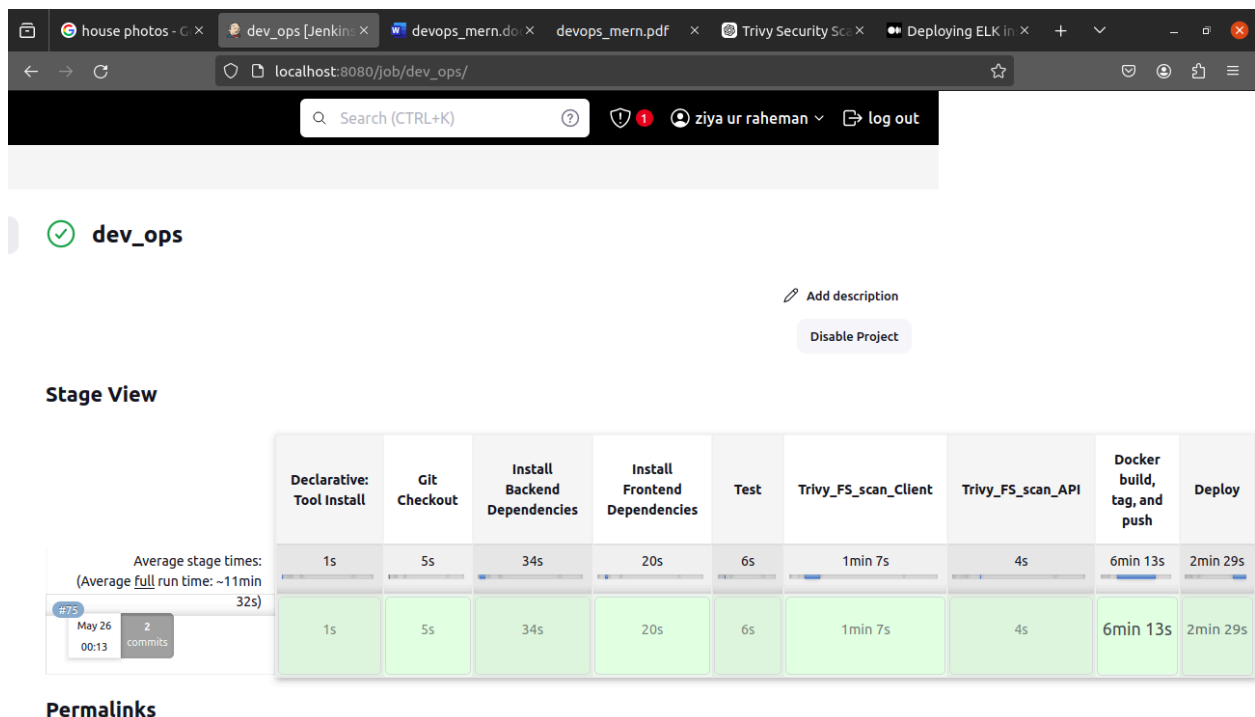 house photos - G
dev_ops [Jenkins
devops_mern.doc
devops_mern.pdf
Trivy Security Sca
Deploying ELK in
localhost:8080/job/dev_ops/
Search (CTRL+K)
1
ziya ur raheman
log out
dev_ops
Add description
Disable Project
Stage View
Declarative:
Tool Install
Git
Checkout
Install
Backend
Dependencies
Install
Frontend
Dependencies
Test
Trivy_FS_scan_Client
Trivy_FS_scan_API
Docker
build,
tag, and
push
Deploy
Average stage times:
(Average full run time: ~11min
32s)
1s
5s
34s
20s
6s
1min 7s
4s
6min 13s
2min 29s
#75
May 26
00:13
2
commits
1s
5s
34s
20s
6s
1min 7s
4s
6min 13s
2min 29s
Permalinks